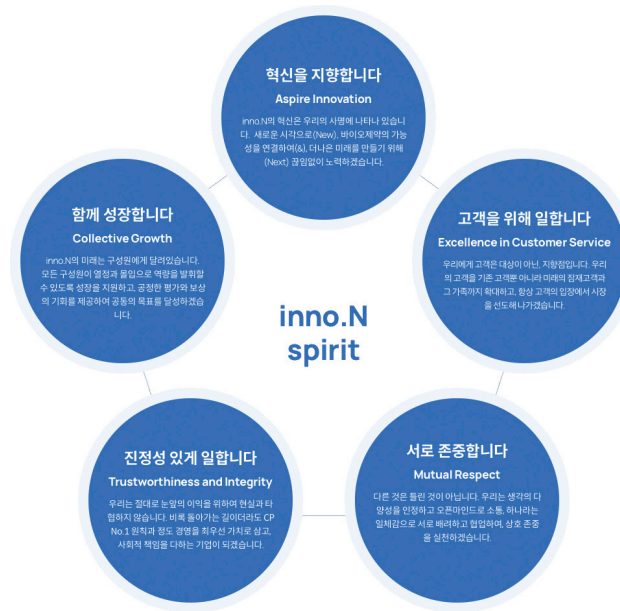 혁신을 지향합니다
Aspire Innovation
inno.N의 혁신은 우리의 사명에 나타나 있습니
다. 새로운 시각으로(New), 바이오제약의 가능
성을 연결하여(&), 더나은 미래를 만들기 위해
(Next) 끊임없이 노력하겠습니다.
함께 성장합니다
Collective Growth
inno.N의 미래는 구성원에게 달려있습니다.
모든 구성원이 열정과 몰입으로 역량을 발휘할
수 있도록 성장을 지원하고, 공정한 평가와 보상
의 기회를 제공하여 공동의 목표를 달성하겠습
니다.
고객을 위해 일합니다
Excellence in Customer Service
우리에게 고객은 대상이 아닌, 지향점입니다. 우리
의 고객을 기존 고객뿐 아니라 미래의 잠재고객과
그 가족까지 확대하고, 항상 고객의 입장에서 시장
을 선도해 나가겠습니다.
inno.N
spirit
진정성 있게 일합니다
Trustworthiness and Integrity
우리는 절대로 눈앞의 이익을 위하여 현실과 타
협하지 않습니다. 비록 돌아가는 길이더라도 CP
No.1 원칙과 정도 경영을 최우선 가치로 삼고,
사회적 책임을 다하는 기업이 되겠습니다.
서로 존중합니다
Mutual Respect
다른 것은 틀린 것이 아닙니다. 우리는 생각의 다
양성을 인정하고 오픈마인드로 소통, 하나라는
일체감으로 서로 배려하고 협업하여, 상호 존중
을 실천하겠습니다.